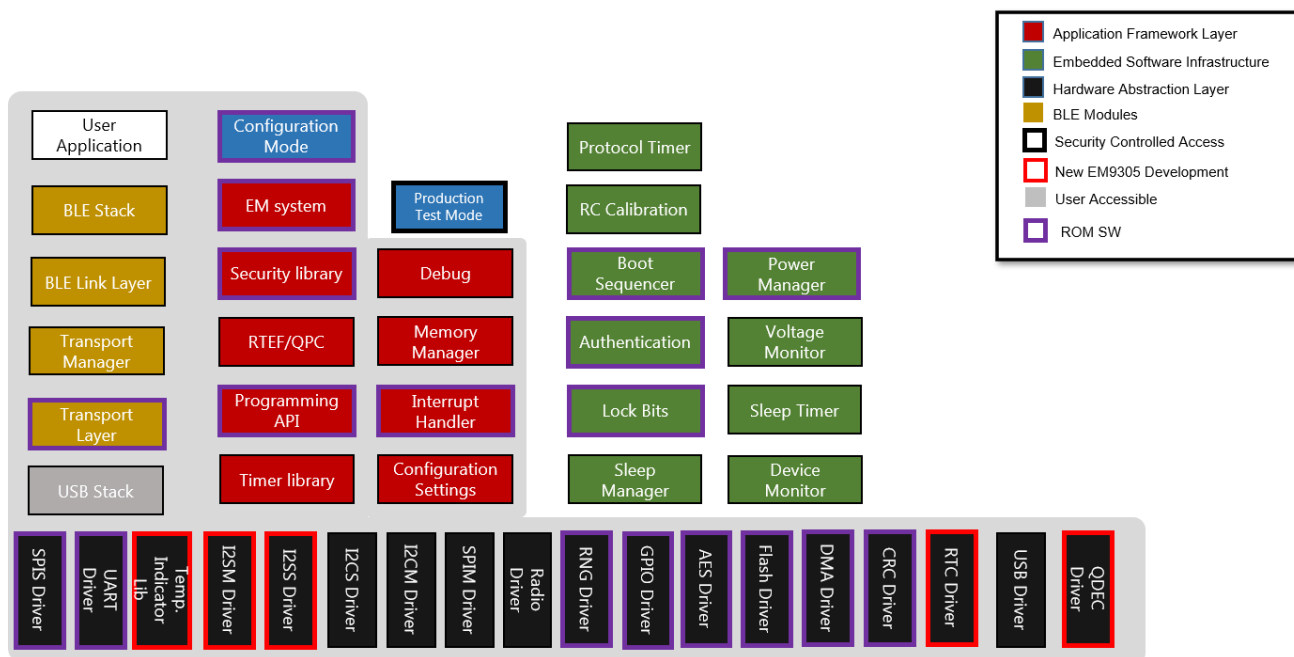 Application Framework Layer
Embedded Software Infrastructure
Hardware Abstraction Layer
BLE Modules
Security Controlled Access
New EM9305 Development
User Accessible
ROM SW
User
Application
BLE Stack
BLE Link Layer
Transport
Manager
Transport
Layer
USB Stack
Configuration
Mode
EM system
Security library
RTEF/QPC
Programming
API
Timer library
Production
Test Mode
Debug
Memory
Manager
Interrupt
Handler
Configuration
Settings
Protocol Timer
RC Calibration
Boot
Sequencer
Authentication
Lock Bits
Sleep
Manager
Power
Manager
Voltage
Monitor
Sleep Timer
Device
Monitor
SPIS Driver
UART
Driver
Temp.
Indicator
Lib
I2SM Driver
I2SS Driver
I2CS Driver
I2CM Driver
SPIM Driver
Radio
Driver
RNG Driver
GPIO Driver
AES Driver
Flash Driver
DMA Driver
CRC Driver
RTC Driver
USB Driver
QDEC
Driver